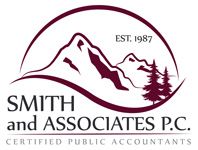 EST. 1987
SMITH
and ASSOCIATES P.C.
CERTIFIED PUBLIC ACCOUNTANTS